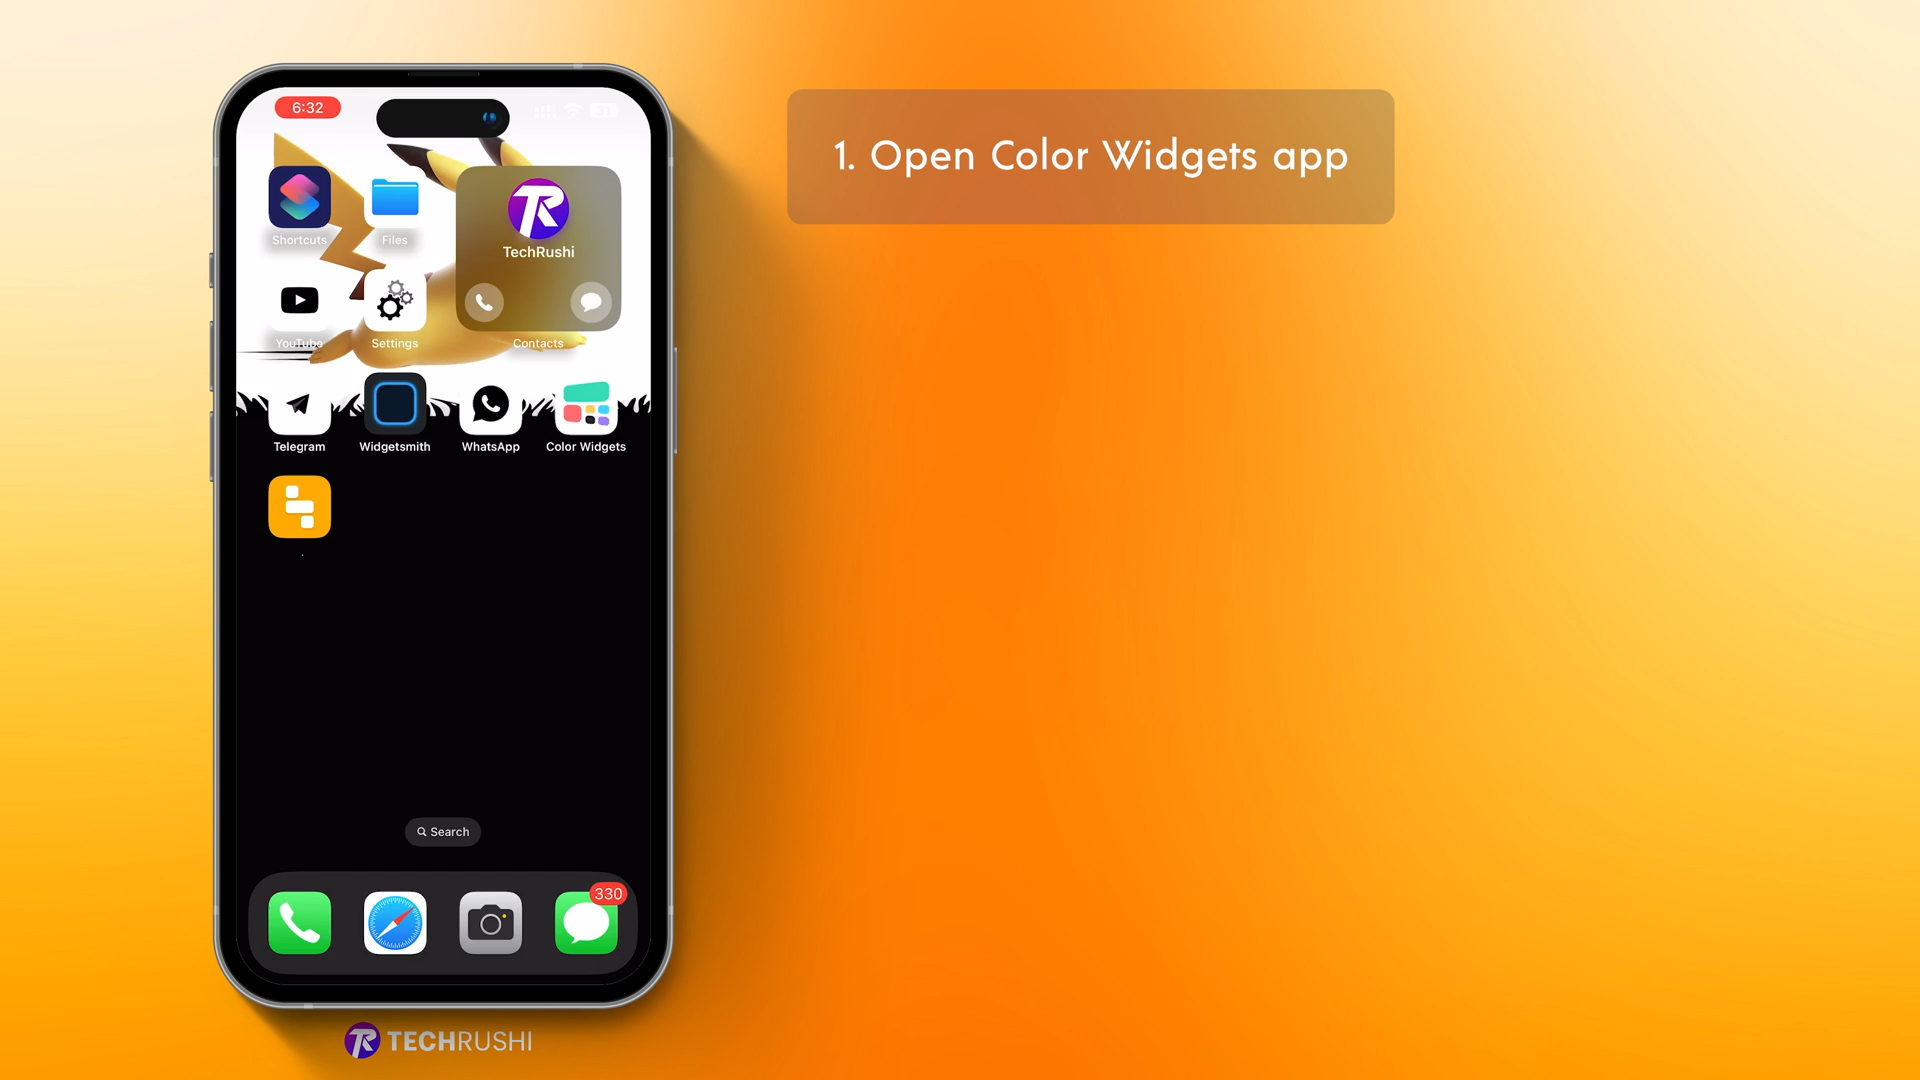 6:32
31
1. Open Color Widgets app
Shortcuts
Files
TechRushi
YouTube
Settings
Contacts
Telegram
Widgetsmith
WhatsApp
Color Widgets
Search
330
TECHRUSHI